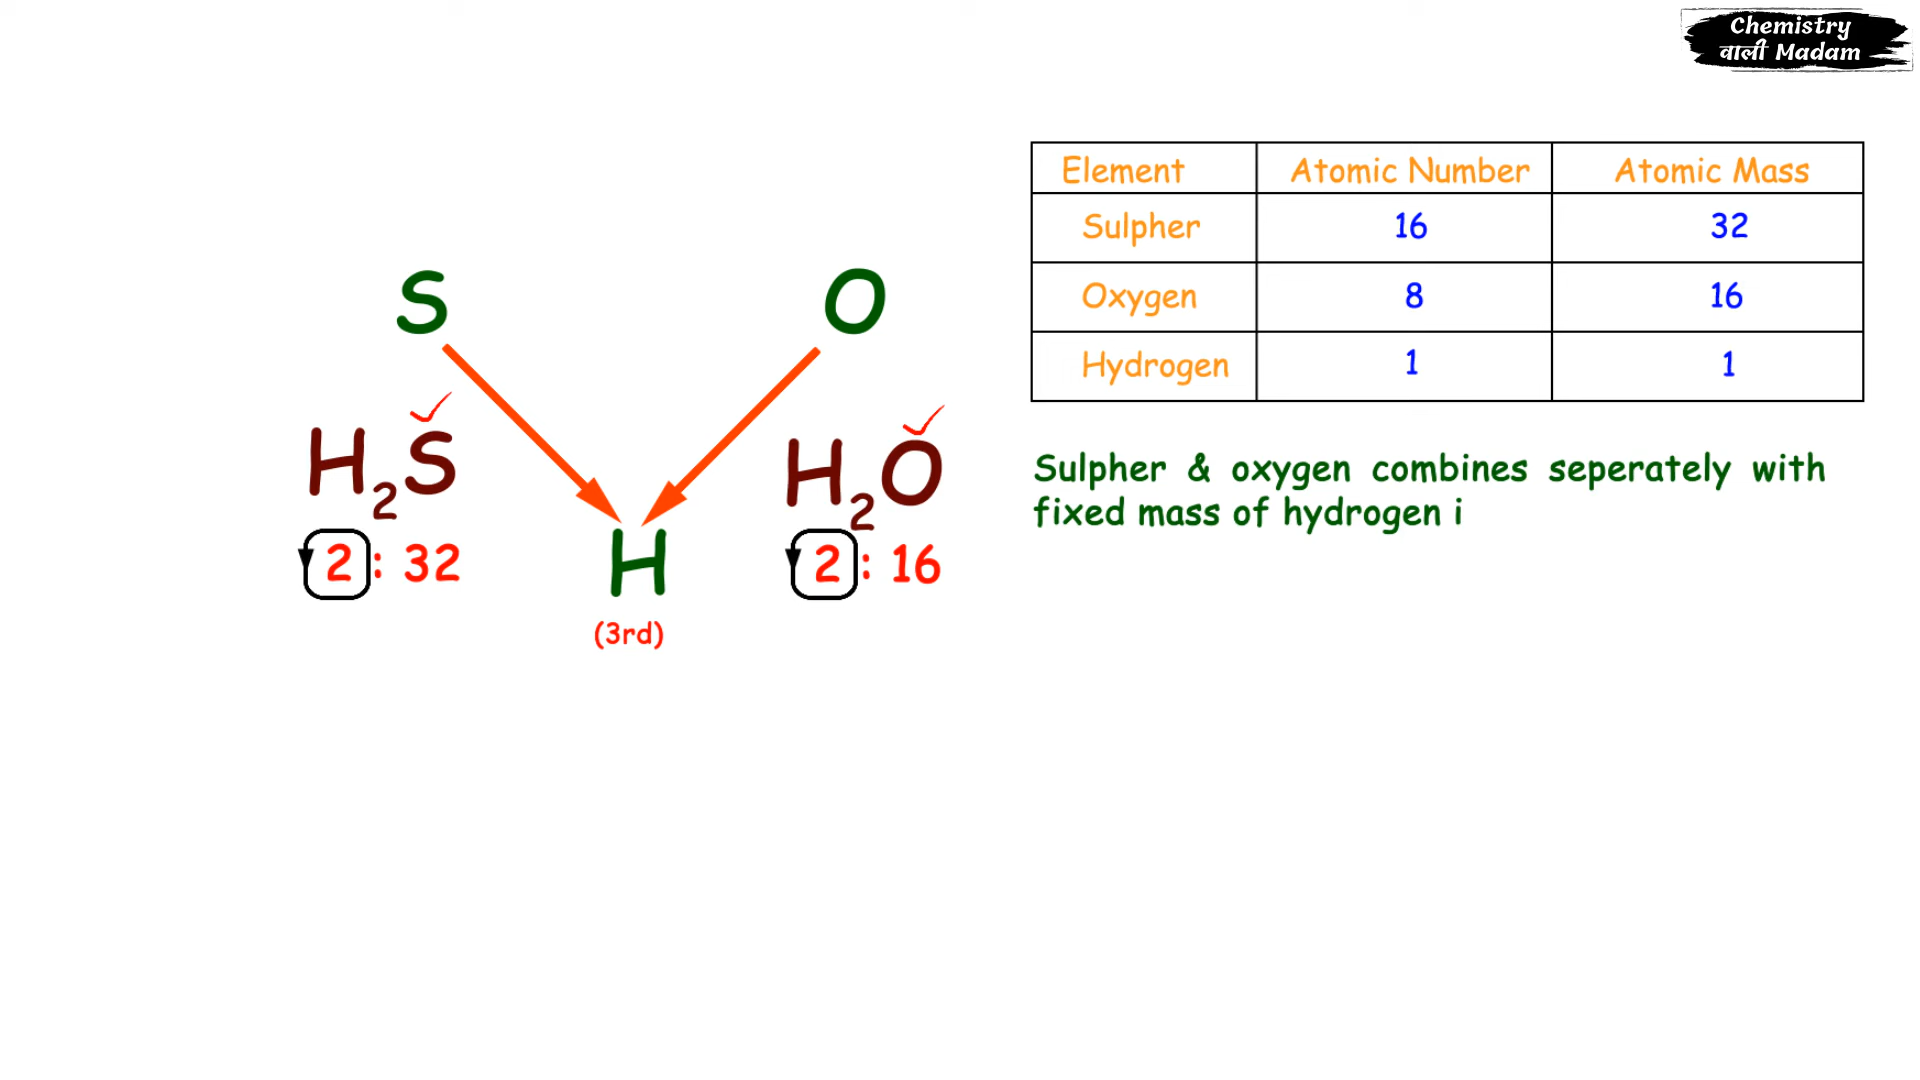 Chemistry
वाली Madam
Element Atomic Number Atomic Mass
Sulpher 16 32
Oxygen 8 16
Hydrogen 1 1
S O
H2S H2O
2 : 32 H 2 : 16
(3rd)
Sulpher & oxygen combines seperately with
fixed mass of hydrogen i